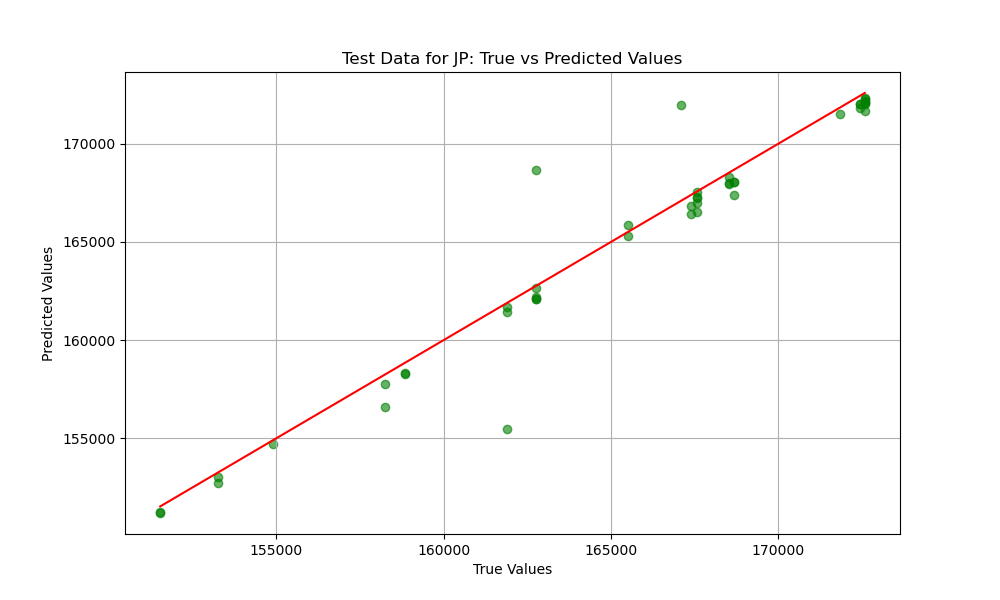 Test Data for JP: True vs Predicted Values
Predicted Values
170000
165000
160000
155000
155000 160000 165000 170000
True Values